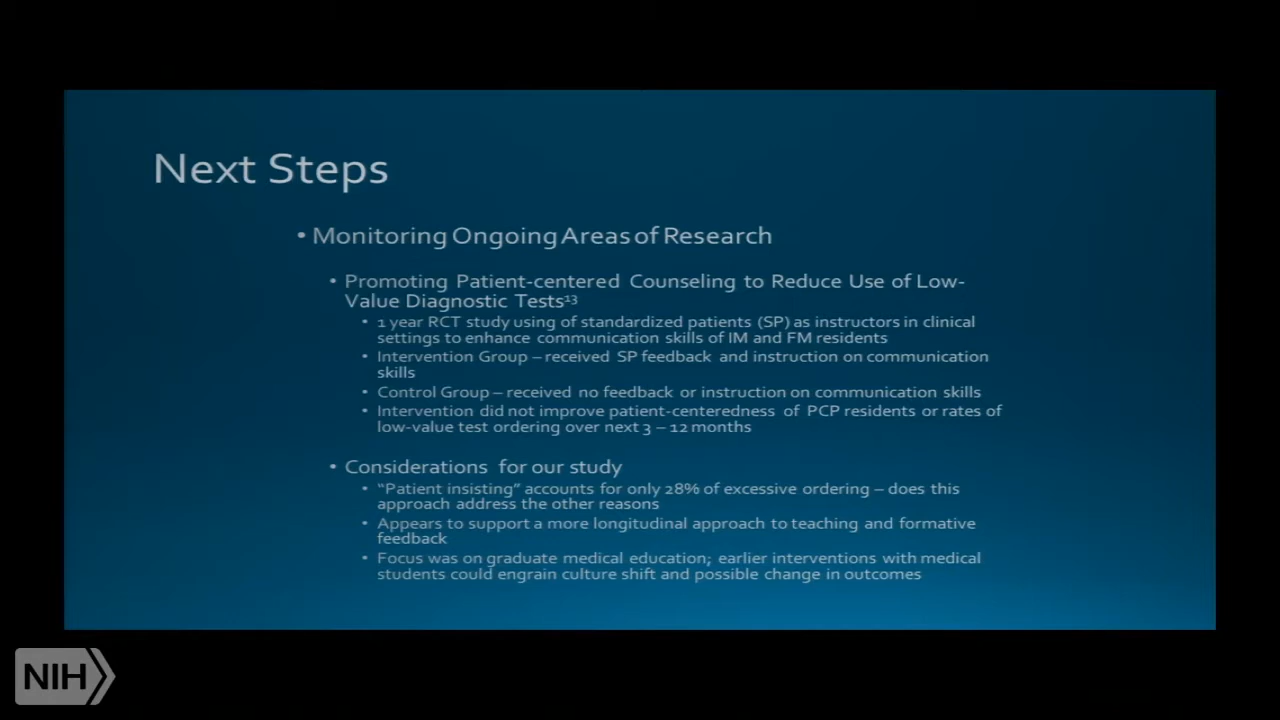 Next Steps
• Monitoring Ongoing Areas of Research
• Promoting Patient-centered Counseling to Reduce Use of Low-
Value Diagnostic Tests¹³
• 1 year RCT study using of standardized patients (SP) as instructors in clinical
settings to enhance communication skills of IM and FM residents
• Intervention Group – received SP feedback and instruction on communication
skills
• Control Group – received no feedback or instruction on communication skills
• Intervention did not improve patient-centeredness of PCP residents or rates of
low-value test ordering over next 3 – 12 months
• Considerations for our study
• “Patient insisting” accounts for only 28% of excessive ordering – does this
approach address the other reasons
• Appears to support a more longitudinal approach to teaching and formative
feedback
• Focus was on graduate medical education; earlier interventions with medical
students could engrain culture shift and possible change in outcomes
NIH